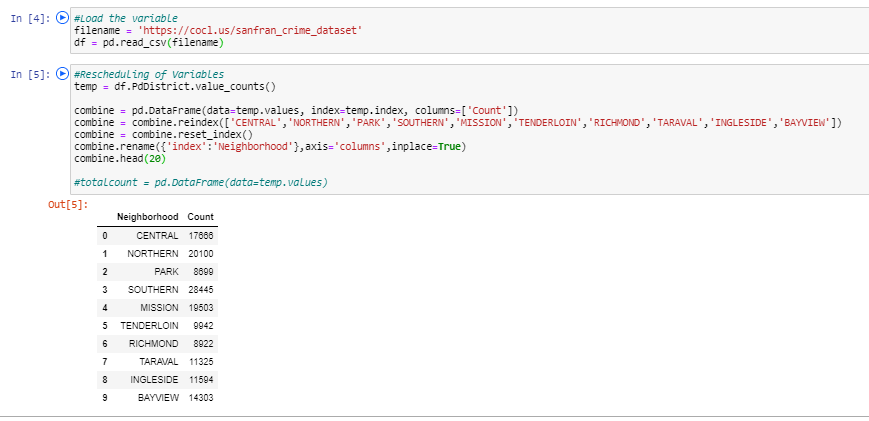 In [4]: #Load the variable
filename = 'https://cocl.us/sanfran_crime_dataset'
df = pd.read_csv(filename)
In [5]: #Rescheduling of Variables
temp = df.PdDistrict.value_counts()
combine = pd.DataFrame(data=temp.values, index=temp.index, columns=['Count'])
combine = combine.reindex(['CENTRAL','NORTHERN','PARK','SOUTHERN','MISSION','TENDERLOIN','RICHMOND','TARAVAL','INGLESIDE','BAYVIEW'])
combine = combine.reset_index()
combine.rename({'index':'Neighborhood'},axis='columns',inplace=True)
combine.head(20)
#totalcount = pd.DataFrame(data=temp.values)
Out[5]:
Neighborhood Count
0 CENTRAL 17666
1 NORTHERN 20100
2 PARK 8699
3 SOUTHERN 28445
4 MISSION 19503
5 TENDERLOIN 9942
6 RICHMOND 8922
7 TARAVAL 11325
8 INGLESIDE 11594
9 BAYVIEW 14303